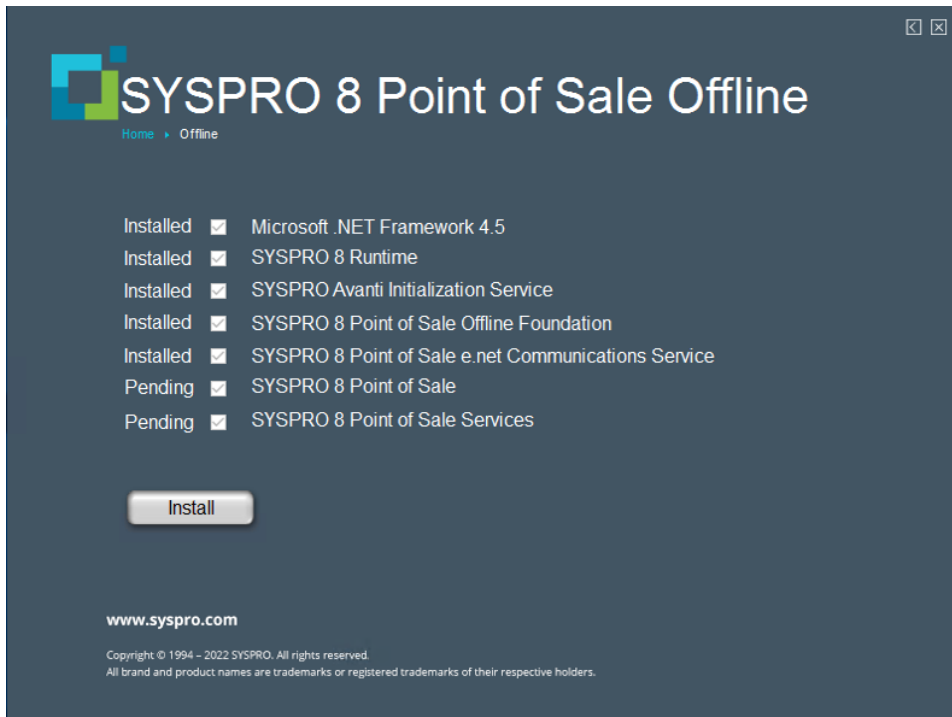 SYSPRO 8 Point of Sale Offline
Home Offline
Installed Microsoft .NET Framework 4.5
Installed SYSPRO 8 Runtime
Installed SYSPRO Avanti Initialization Service
Installed SYSPRO 8 Point of Sale Offline Foundation
Installed SYSPRO 8 Point of Sale e.net Communications Service
Pending SYSPRO 8 Point of Sale
Pending SYSPRO 8 Point of Sale Services
Install
www.syspro.com
Copyright © 1994 – 2022 SYSPRO. All rights reserved.
All brand and product names are trademarks or registered trademarks of their respective holders.